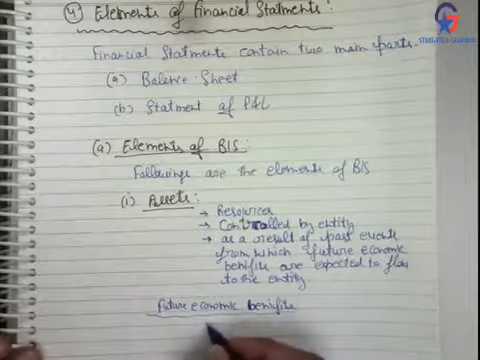 (4) Elements of Financial Statments :
Financial Statments contain two main parts.
(a) Balance Sheet
(b) Statment of P&L
(a) Elements of B/S
Followings are the elements of B/S
(i) Assets :
→ Resources
→ Controlled by entity
→ as a result of past events
from which future economic
benifits are expected to flow
to the entity
Future economic benifits